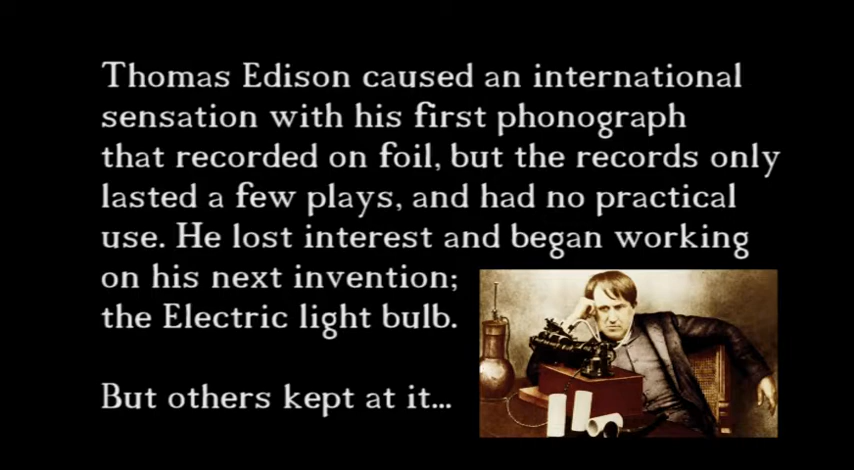 Thomas Edison caused an international
sensation with his first phonograph
that recorded on foil, but the records only
lasted a few plays, and had no practical
use. He lost interest and began working
on his next invention;
the Electric light bulb.
But others kept at it...